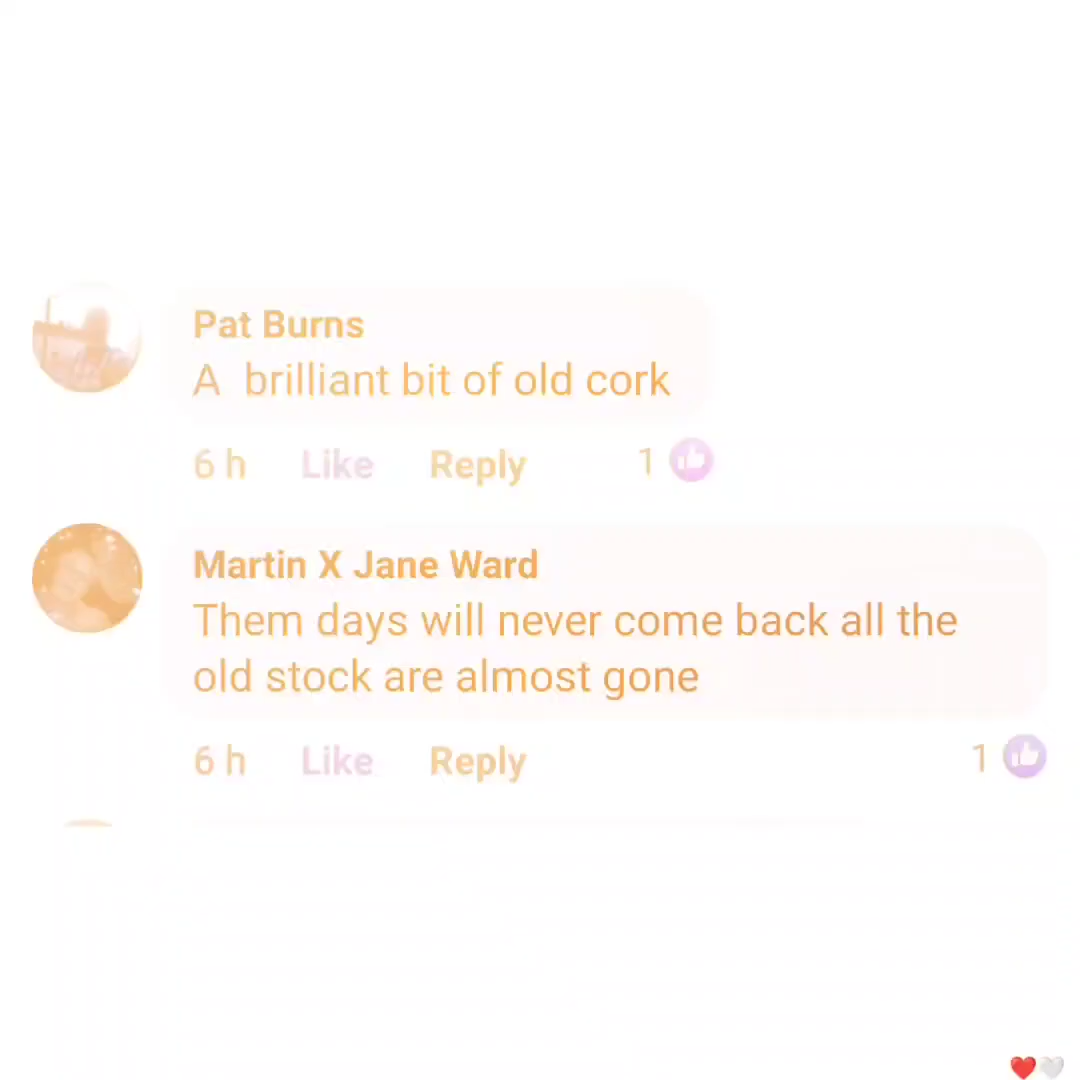 Pat Burns
A  brilliant bit of old cork
6 h Like Reply 1
Martin X Jane Ward
Them days will never come back all the
old stock are almost gone
6 h Like Reply 1